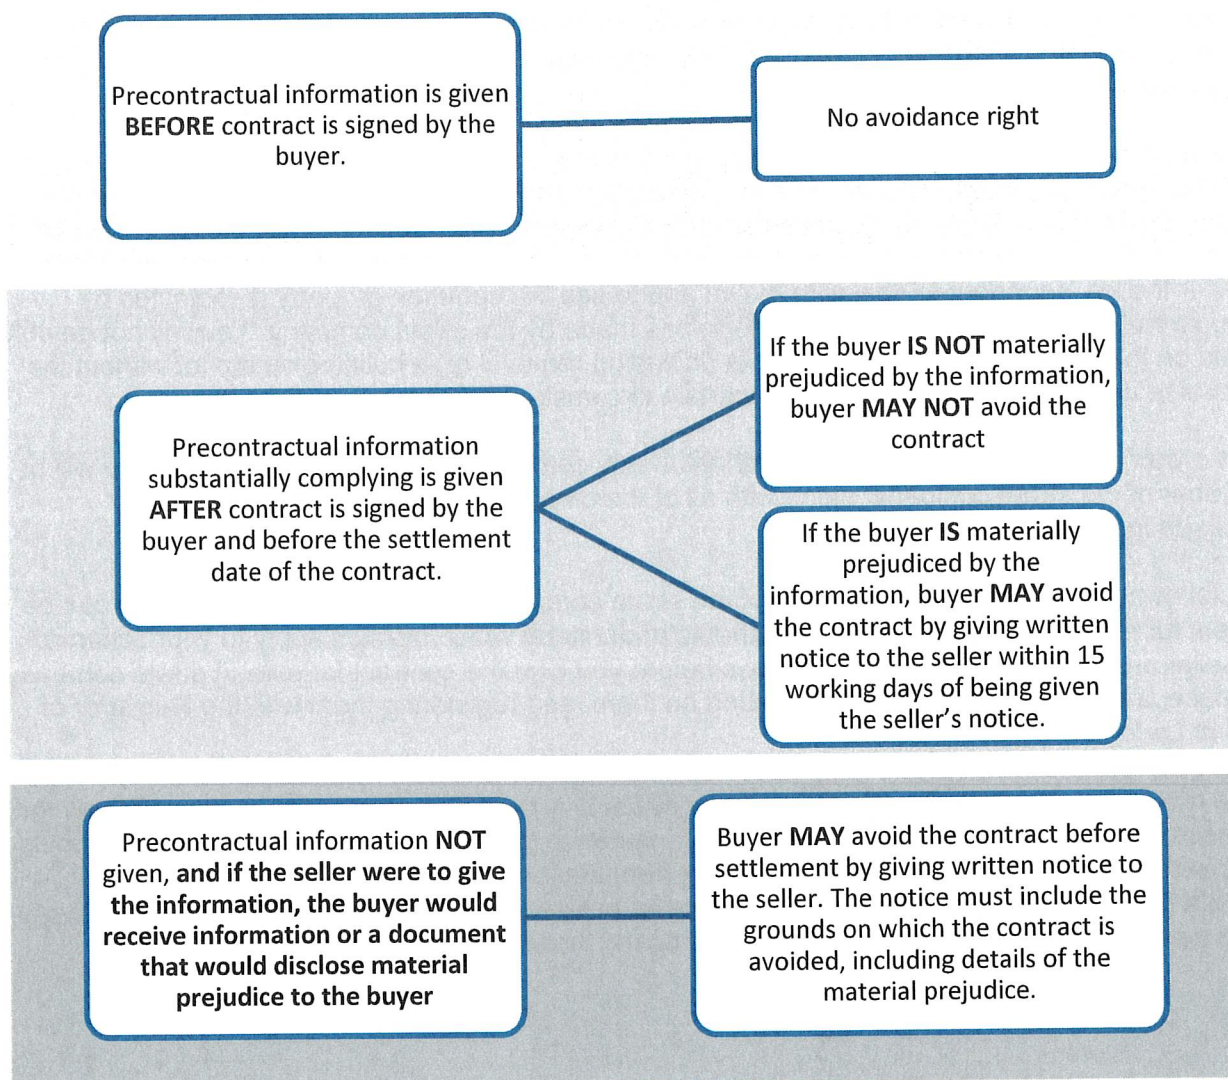 Precontractual information is given
BEFORE contract is signed by the
buyer.
No avoidance right
Precontractual information
substantially complying is given
AFTER contract is signed by the
buyer and before the settlement
date of the contract.
If the buyer IS NOT materially
prejudiced by the information,
buyer MAY NOT avoid the
contract
If the buyer IS materially
prejudiced by the
information, buyer MAY avoid
the contract by giving written
notice to the seller within 15
working days of being given
the seller's notice.
Precontractual information NOT
given, and if the seller were to give
the information, the buyer would
receive information or a document
that would disclose material
prejudice to the buyer
Buyer MAY avoid the contract before
settlement by giving written notice to
the seller. The notice must include the
grounds on which the contract is
avoided, including details of the
material prejudice.